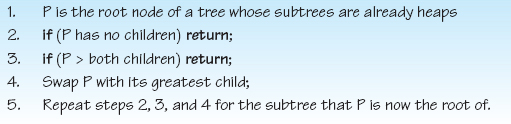 1. P is the root node of a tree whose subtrees are already heaps
2. if (P has no children) return;
3. if (P > both children) return;
4. Swap P with its greatest child;
5. Repeat steps 2, 3, and 4 for the subtree that P is now the root of.